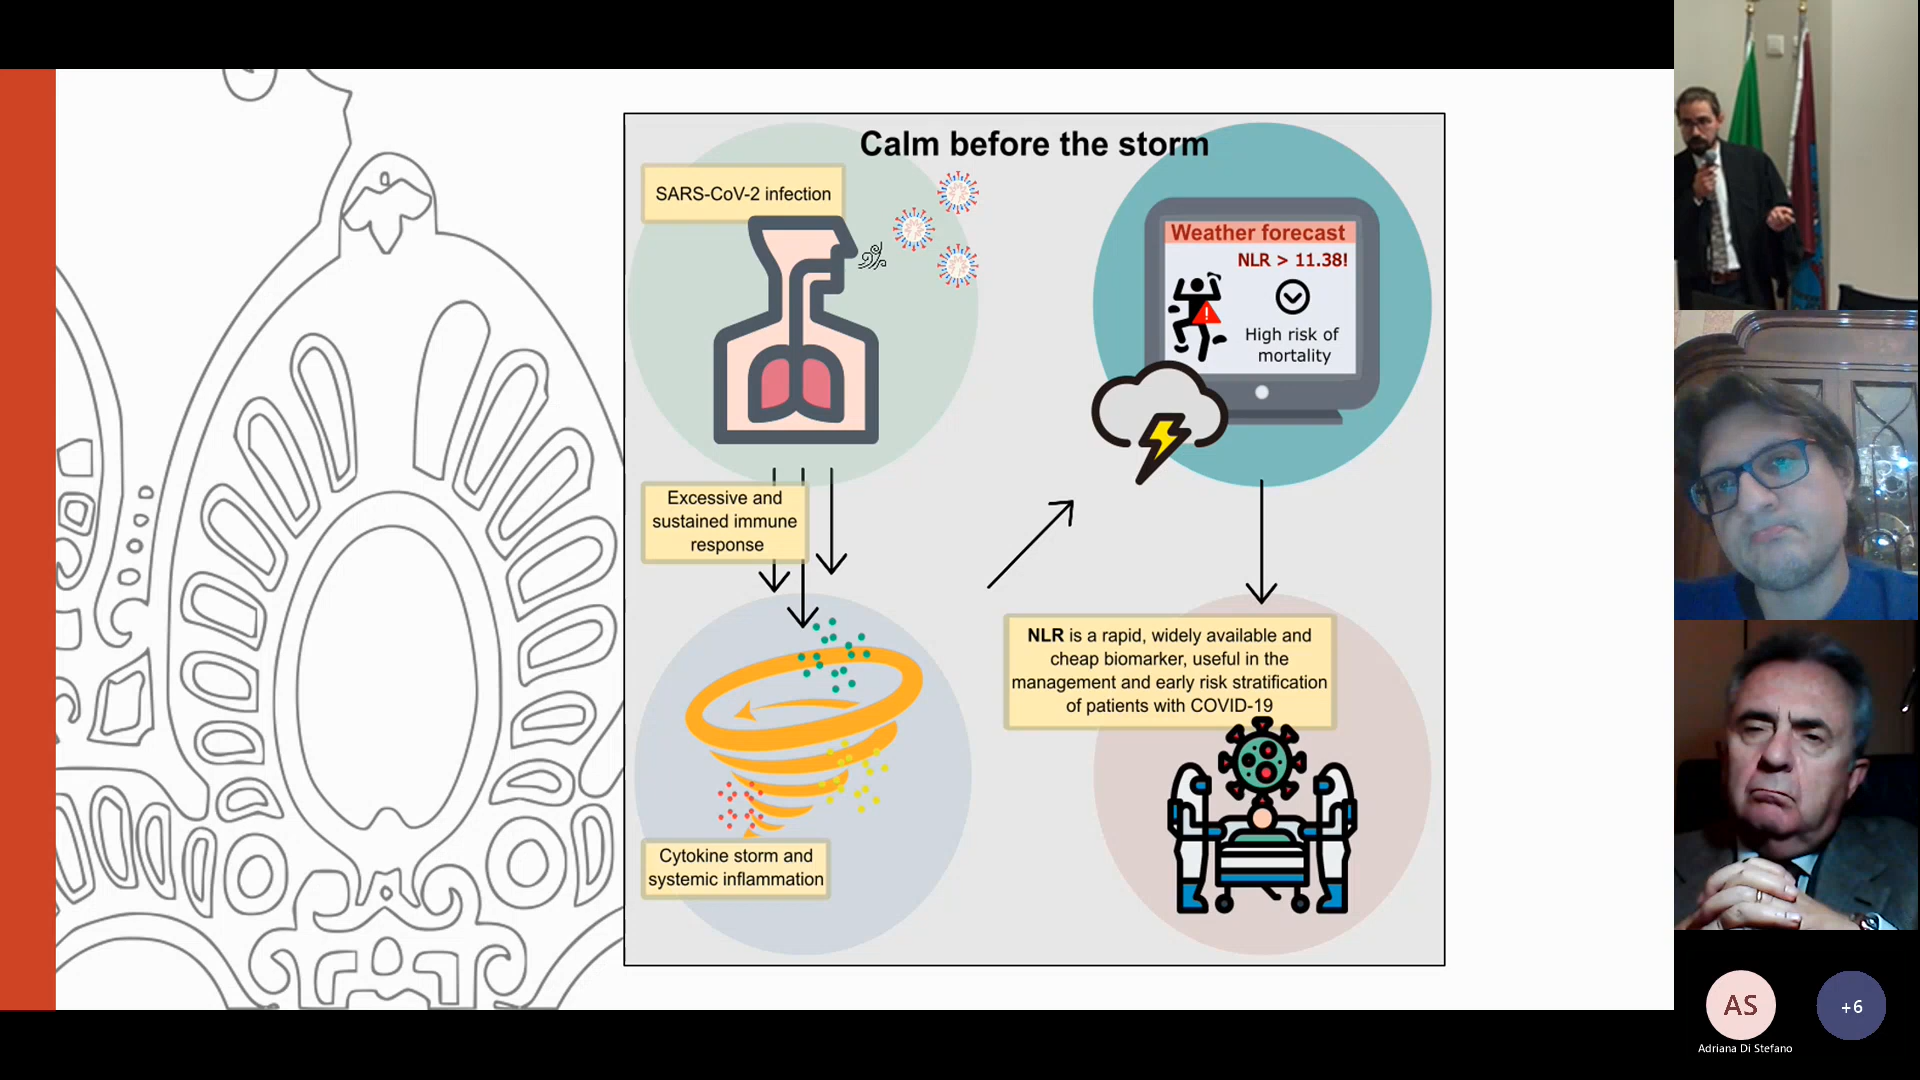 Calm before the storm
SARS-CoV-2 infection
Excessive and
sustained immune
response
Cytokine storm and
systemic inflammation
Weather forecast
NLR > 11.38!
High risk of
mortality
NLR is a rapid, widely available and
cheap biomarker, useful in the
management and early risk stratification
of patients with COVID-19
AS
+6
Adriana Di Stefano